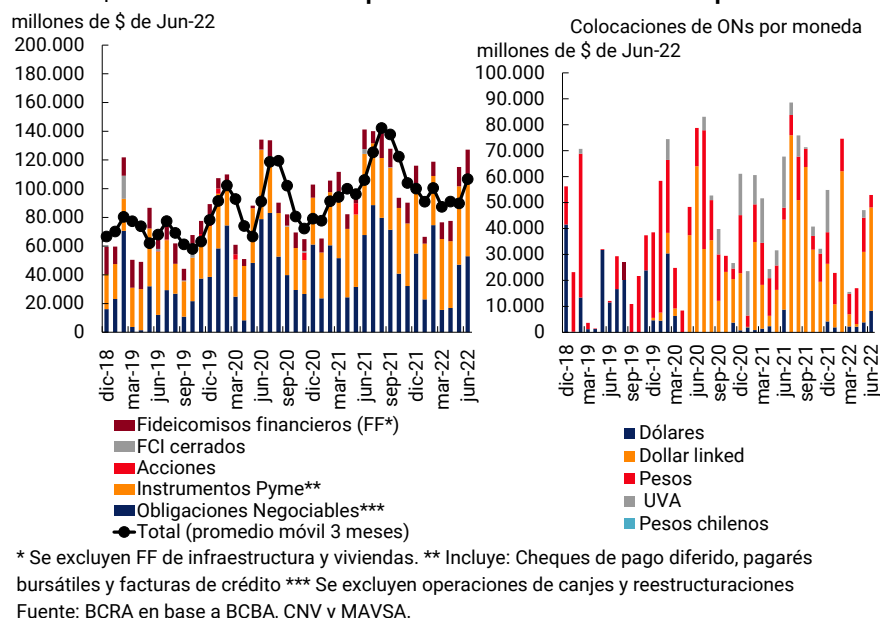 millones de $ de Jun-22
200.000
180.000
160.000
140.000
120.000
100.000
80.000
60.000
40.000
20.000
0
dic-18
mar-19
jun-19
sep-19
dic-19
mar-20
jun-20
sep-20
dic-20
mar-21
jun-21
sep-21
dic-21
mar-22
jun-22
Fideicomisos financieros (FF*)
FCI cerrados
Acciones
Instrumentos Pyme**
Obligaciones Negociables***
Total (promedio móvil 3 meses)
Colocaciones de ONs por moneda
millones de $ de Jun-22
100.000
90.000
80.000
70.000
60.000
50.000
40.000
30.000
20.000
10.000
0
dic-18
mar-19
jun-19
sep-19
dic-19
mar-20
jun-20
sep-20
dic-20
mar-21
jun-21
sep-21
dic-21
mar-22
jun-22
Dólares
Dollar linked
Pesos
UVA
Pesos chilenos
* Se excluyen FF de infraestructura y viviendas. ** Incluye: Cheques de pago diferido, pagarés
bursátiles y facturas de crédito *** Se excluyen operaciones de canjes y reestructuraciones
Fuente: BCRA en base a BCBA, CNV y MAVSA.